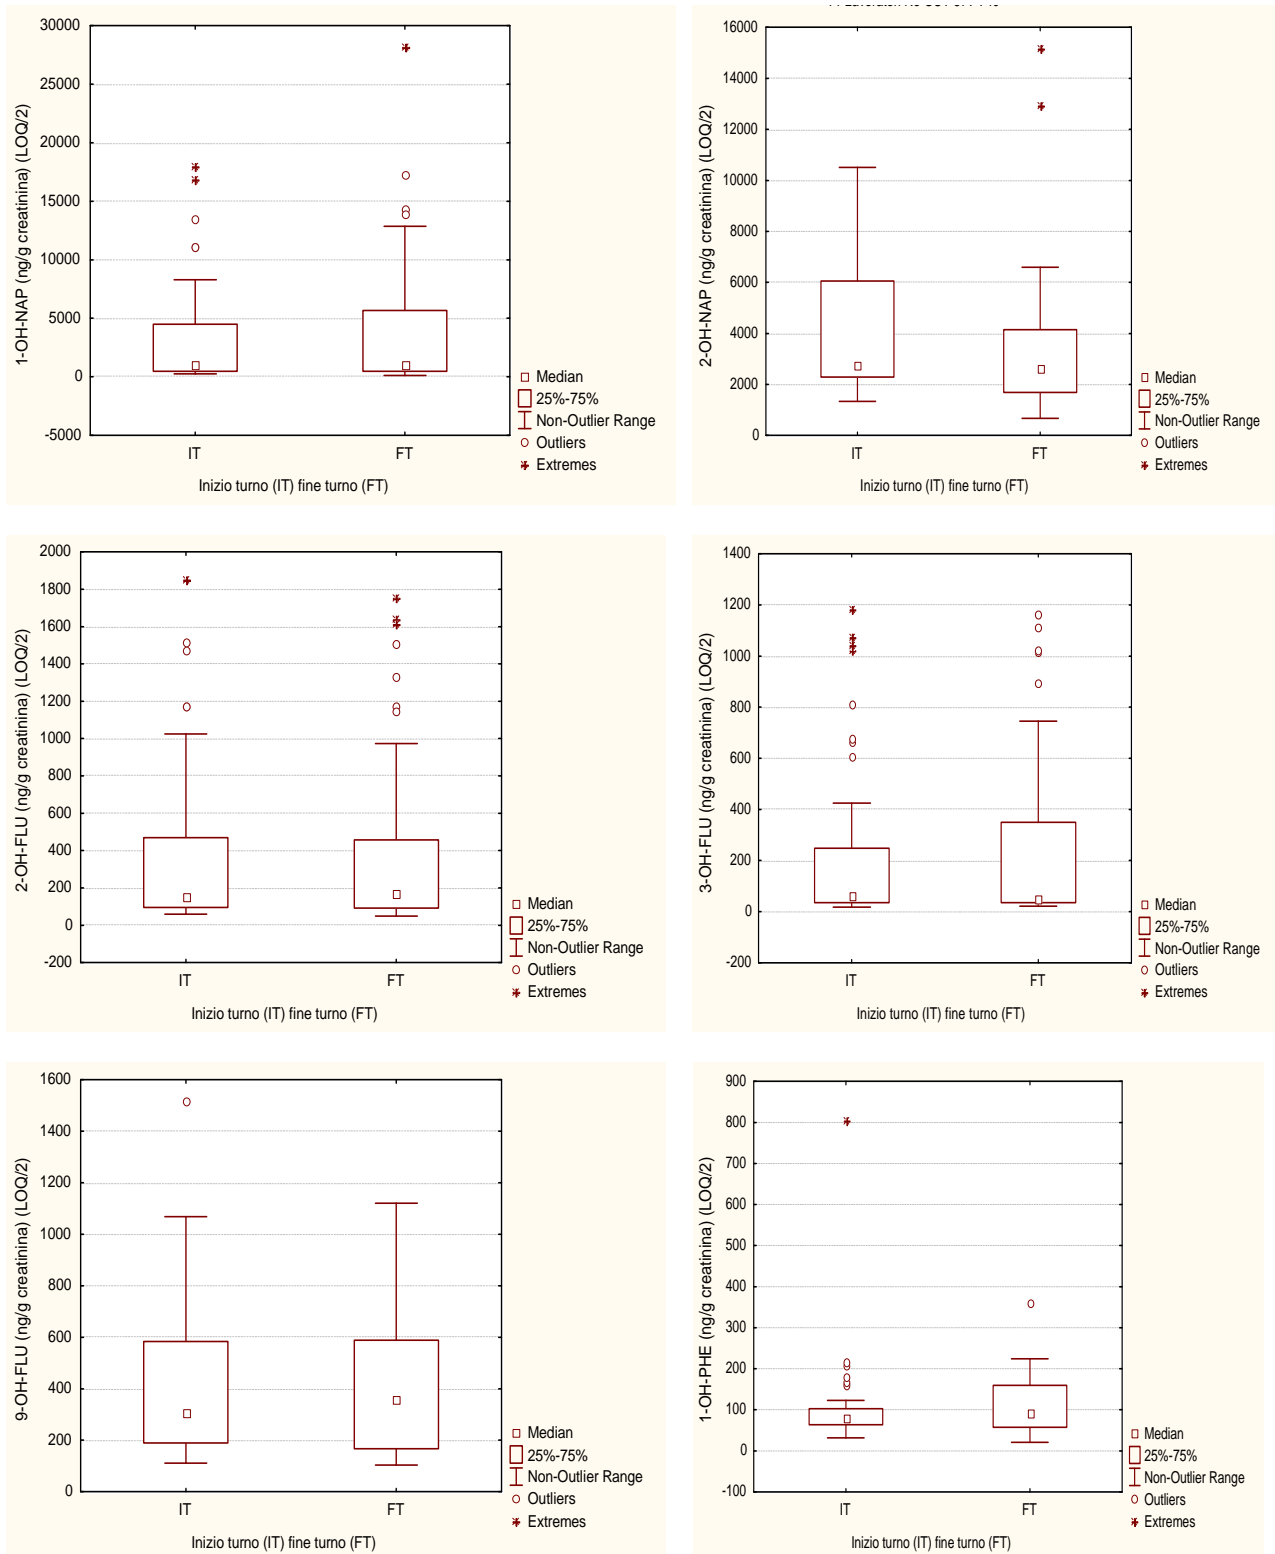 30000
25000
20000
15000
10000
5000
0
-5000
1-OH-NAP (ng/g creatinina) (LOQ/2)
IT
FT
Inizio turno (IT) fine turno (FT)
Median
25%-75%
Non-Outlier Range
Outliers
Extremes
16000
14000
12000
10000
8000
6000
4000
2000
0
2-OH-NAP (ng/g creatinina) (LOQ/2)
IT
FT
Inizio turno (IT) fine turno (FT)
Median
25%-75%
Non-Outlier Range
Outliers
Extremes
2000
1800
1600
1400
1200
1000
800
600
400
200
0
-200
2-OH-FLU (ng/g creatinina) (LOQ/2)
IT
FT
Inizio turno (IT) fine turno (FT)
Median
25%-75%
Non-Outlier Range
Outliers
Extremes
1400
1200
1000
800
600
400
200
0
-200
3-OH-FLU (ng/g creatinina) (LOQ/2)
IT
FT
Inizio turno (IT) fine turno (FT)
Median
25%-75%
Non-Outlier Range
Outliers
Extremes
1600
1400
1200
1000
800
600
400
200
0
9-OH-FLU (ng/g creatinina) (LOQ/2)
IT
FT
Inizio turno (IT) fine turno (FT)
Median
25%-75%
Non-Outlier Range
Outliers
Extremes
900
800
700
600
500
400
300
200
100
0
-100
1-OH-PHE (ng/g creatinina) (LOQ/2)
IT
FT
Inizio turno (IT) fine turno (FT)
Median
25%-75%
Non-Outlier Range
Outliers
Extremes